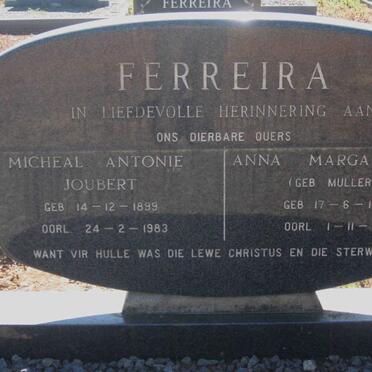 FERREIRA
FERREIRA
IN LIEFDEVOLLE HERINNERING AAN
ONS DIERBARE OUERS
MICHEAL ANTONIE
JOUBERT
GEB 14-12-1899
OORL 24-2-1983
ANNA MARGA
(GEB MULLER
GEB 17-6-1
OORL 1-11-
WANT VIR HULLE WAS DIE LEWE CHRISTUS EN DIE STERW